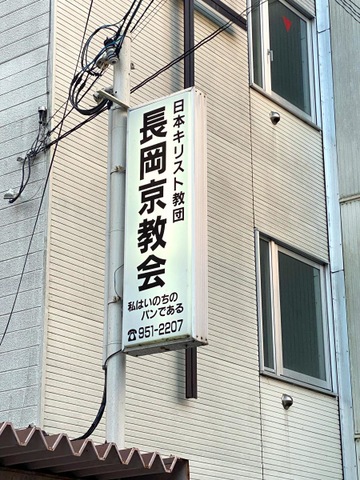 日本キリスト教団
長岡京教会
私はいのちの
パンである
☎951-2207